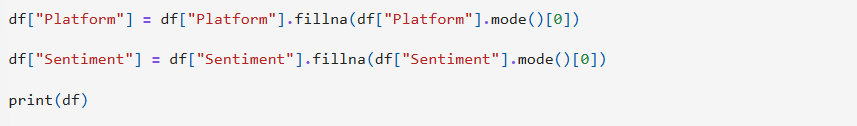 df["Platform"] = df["Platform"].fillna(df["Platform"].mode()[0])
df["Sentiment"] = df["Sentiment"].fillna(df["Sentiment"].mode()[0])
print(df)